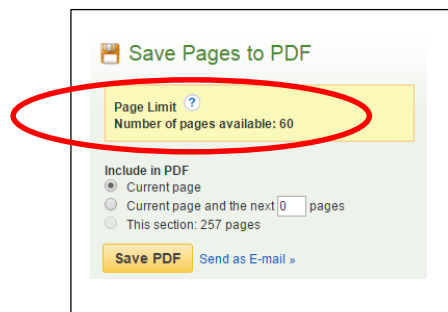 Save Pages to PDF
Page Limit ?
Number of pages available: 60
Include in PDF
Current page
Current page and the next 0 pages
This section: 257 pages
Save PDF Send as E-mail »